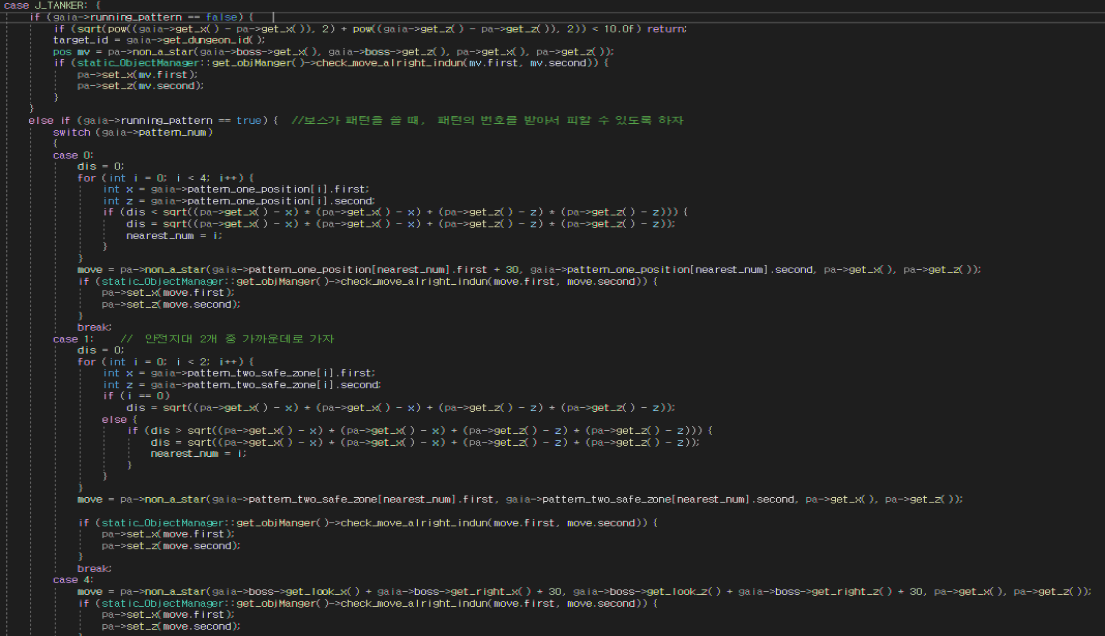 case J_TANKER: {
if (gaia->running_pattern == false) {
if (sqrt(pow((gaia->get_x() - pa->get_x()), 2) + pow((gaia->get_z() - pa->get_z()), 2)) < 10.0f) return;
target_id = gaia->get_dungeon_id();
pos mv = pa->non_a_star(gaia->boss->get_x(), gaia->boss->get_z(), pa->get_x(), pa->get_z());
if (static_ObjectManager::get_objManger()->check_move_alright_indun(mv.first, mv.second)) {
pa->set_x(mv.first);
pa->set_z(mv.second);
}
}
else if (gaia->running_pattern == true) {  //보스가 패턴을 쓸 때, 패턴의 번호를 받아서 피할 수 있도록 하자
switch (gaia->pattern_num)
{
case 0:
dis = 0;
for (int i = 0; i < 4; i++) {
int x = gaia->pattern_one_position[i].first;
int z = gaia->pattern_one_position[i].second;
if (dis < sqrt((pa->get_x() - x) + (pa->get_x() - x) + (pa->get_z() - z) + (pa->get_z() - z))) {
dis = sqrt((pa->get_x() - x) + (pa->get_x() - x) + (pa->get_z() - z) + (pa->get_z() - z));
nearest_num = i;
}
}
move = pa->non_a_star(gaia->pattern_one_position[nearest_num].first + 30, gaia->pattern_one_position[nearest_num].second, pa->get_x(), pa->get_z());
if (static_ObjectManager::get_objManger()->check_move_alright_indun(move.first, move.second)) {
pa->set_x(move.first);
pa->set_z(move.second);
}
break;
case 1:    //  안전지대 2개 중 가까운데로 가자
dis = 0;
for (int i = 0; i < 2; i++) {
int x = gaia->pattern_two_safe_zone[i].first;
int z = gaia->pattern_two_safe_zone[i].second;
if (i == 0)
dis = sqrt((pa->get_x() - x) + (pa->get_x() - x) + (pa->get_z() - z) + (pa->get_z() - z));
else {
if (dis > sqrt((pa->get_x() - x) + (pa->get_x() - x) + (pa->get_z() - z) + (pa->get_z() - z))) {
dis = sqrt((pa->get_x() - x) + (pa->get_x() - x) + (pa->get_z() - z) + (pa->get_z() - z));
nearest_num = i;
}
}
}
move = pa->non_a_star(gaia->pattern_two_safe_zone[nearest_num].first, gaia->pattern_two_safe_zone[nearest_num].second, pa->get_x(), pa->get_z());
if (static_ObjectManager::get_objManger()->check_move_alright_indun(move.first, move.second)) {
pa->set_x(move.first);
pa->set_z(move.second);
}
break;
case 4:
move = pa->non_a_star(gaia->boss->get_look_x() + gaia->boss->get_right_x() + 30, gaia->boss->get_look_z() + gaia->boss->get_right_z() + 30, pa->get_x(), pa->get_z());
if (static_ObjectManager::get_objManger()->check_move_alright_indun(move.first, move.second)) {
pa->set_x(move.first);
pa->set_z(move.second);